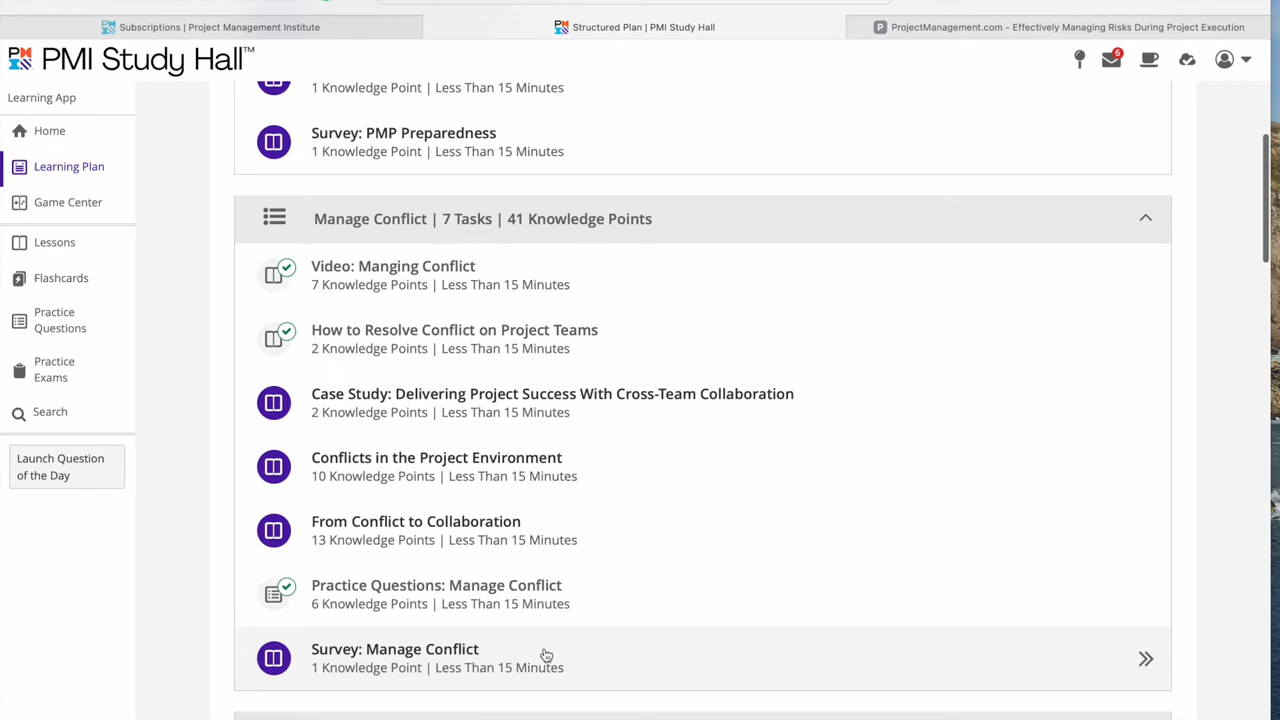 Subscriptions | Project Management Institute
Structured Plan | PMI Study Hall
ProjectManagement.com - Effectively Managing Risks During Project Execution
PMI Study Hall™
6
Learning App
Home
Learning Plan
Game Center
Lessons
Flashcards
Practice
Questions
Practice
Exams
Search
Launch Question
of the Day
1 Knowledge Point | Less Than 15 Minutes
Survey: PMP Preparedness
1 Knowledge Point | Less Than 15 Minutes
Manage Conflict | 7 Tasks | 41 Knowledge Points
Video: Manging Conflict
7 Knowledge Points | Less Than 15 Minutes
How to Resolve Conflict on Project Teams
2 Knowledge Points | Less Than 15 Minutes
Case Study: Delivering Project Success With Cross-Team Collaboration
2 Knowledge Points | Less Than 15 Minutes
Conflicts in the Project Environment
10 Knowledge Points | Less Than 15 Minutes
From Conflict to Collaboration
13 Knowledge Points | Less Than 15 Minutes
Practice Questions: Manage Conflict
6 Knowledge Points | Less Than 15 Minutes
Survey: Manage Conflict
1 Knowledge Point | Less Than 15 Minutes